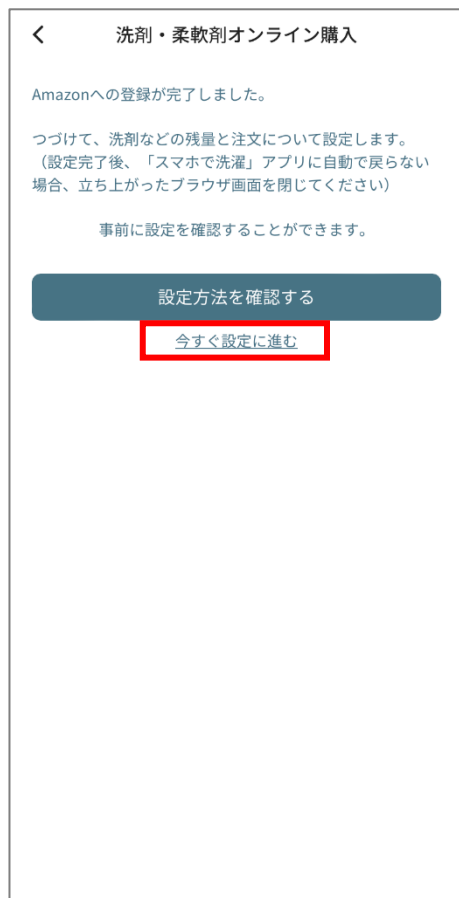 洗剤・柔軟剤オンライン購入
Amazonへの登録が完了しました。
つづけて、洗剤などの残量と注文について設定します。
（設定完了後、「スマホで洗濯」アプリに自動で戻らない
場合、立ち上がったブラウザ画面を閉じてください）
事前に設定を確認することができます。
設定方法を確認する
今すぐ設定に進む